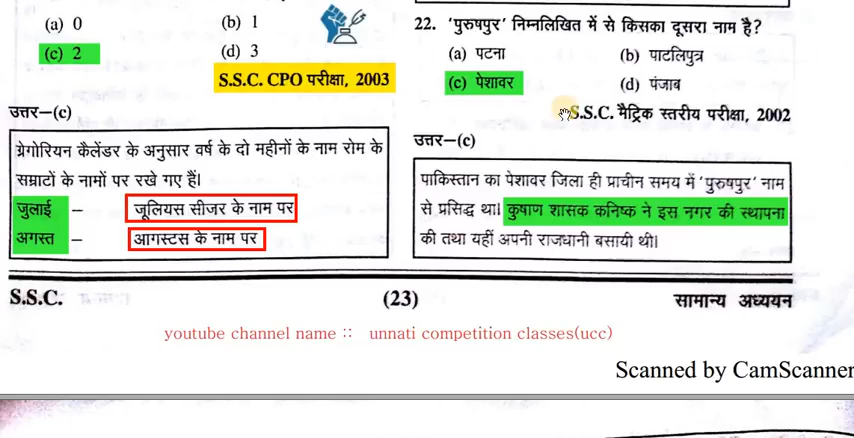 (a) 0
(b) 1
(c) 2
(d) 3
S.S.C. CPO परीक्षा, 2003
उत्तर—(c)
ग्रेगोरियन कैलेंडर के अनुसार वर्ष के दो महीनों के नाम रोम के
सम्राटों के नामों पर रखे गए हैं।
जुलाई – जूलियस सीजर के नाम पर
अगस्त – आगस्टस के नाम पर
22. 'पुरुषपुर' निम्नलिखित में से किसका दूसरा नाम है?
(a) पटना
(b) पाटलिपुत्र
(c) पेशावर
(d) पंजाब
S.S.C. मैट्रिक स्तरीय परीक्षा, 2002
उत्तर—(c)
पाकिस्तान का पेशावर जिला ही प्राचीन समय में 'पुरुषपुर' नाम
से प्रसिद्ध था। कुषाण शासक कनिष्क ने इस नगर की स्थापना
की तथा यहीं अपनी राजधानी बसायी थी।
S.S.C.
(23)
सामान्य अध्ययन
youtube channel name :: unnati competition classes(ucc)
Scanned by CamScanner